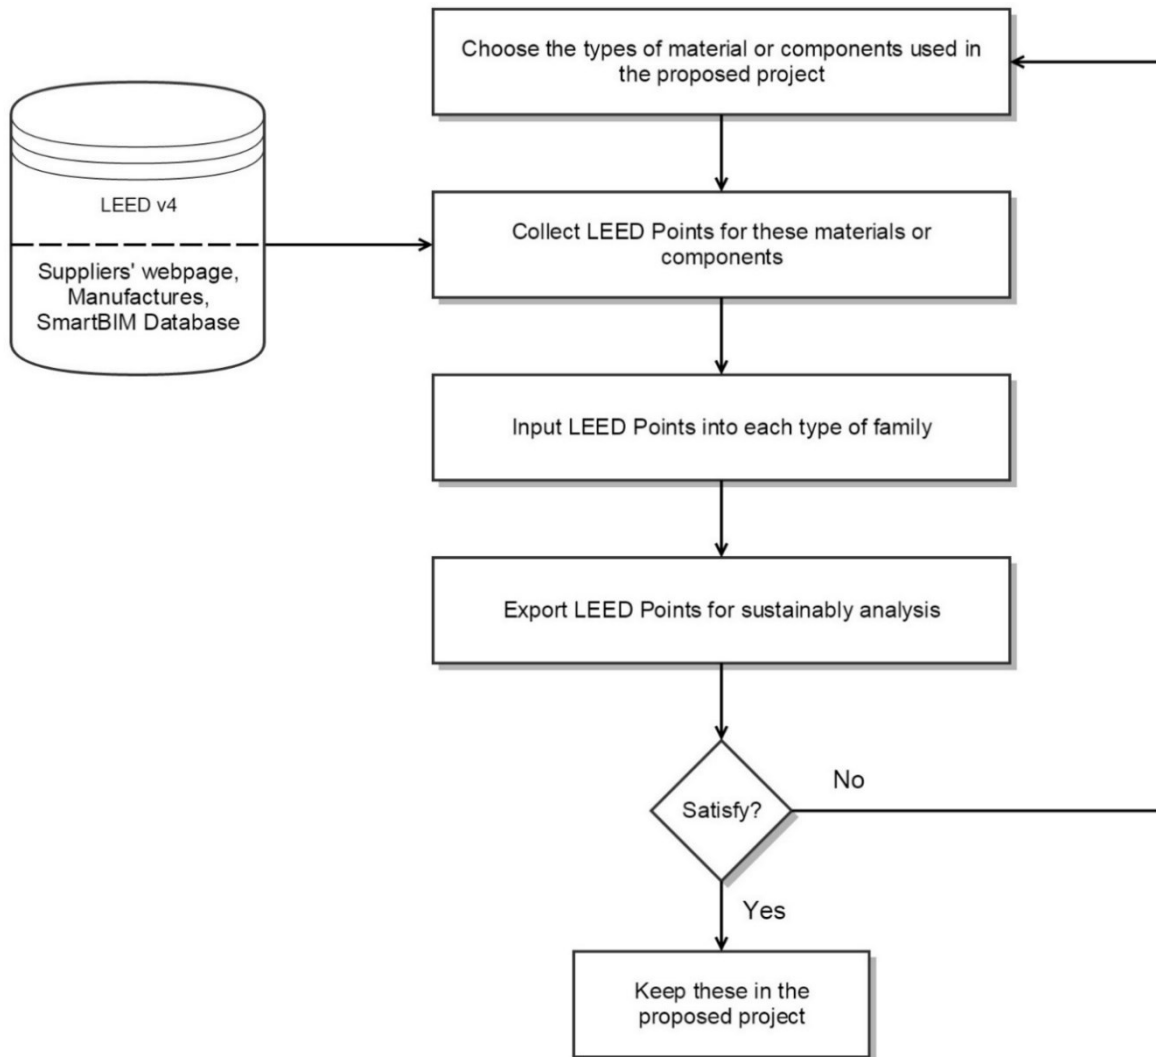 Choose the types of material or components used in
the proposed project
LEED v4
Suppliers' webpage,
Manufactures,
SmartBIM Database
Collect LEED Points for these materials or
components
Input LEED Points into each type of family
Export LEED Points for sustainably analysis
Satisfy?
No
Yes
Keep these in the
proposed project